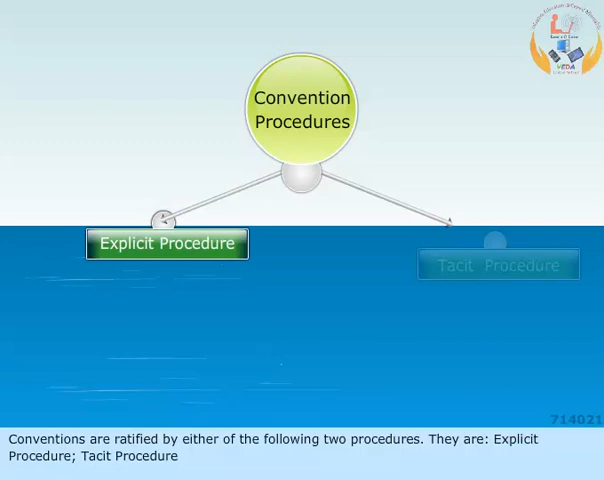 VEDA
Convention
Procedures
Explicit Procedure
Tacit Procedure
714021
Conventions are ratified by either of the following two procedures. They are: Explicit
Procedure; Tacit Procedure